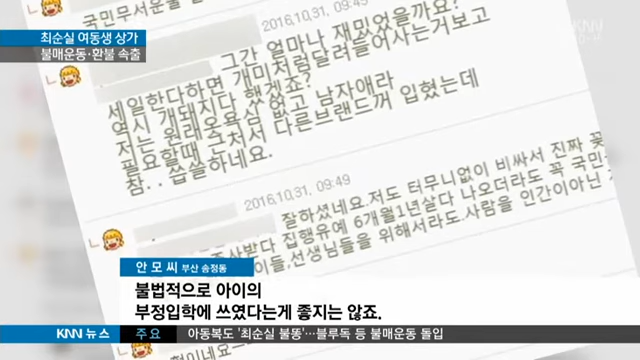 최순실 여동생 상가
불매운동·환불 속출
KNN
국민무서운줄
2016.10.31, 09:49
그간 얼마나 재밌었을까요?
세일한다하면 개미처럼달려들어사는거보고
역시 개돼지다 했겠죠?
저는 원래옷욕심 없고 남자애라
필요할때 근처서 다른브랜드꺼 입혔는데
참.. 씁쓸하네요.
2016.10.31, 09:49
잘하셨네요.저도 터무니없이 비싸서 진짜 꽃
집행유예 6개월1년살다 나오더라도 꼭 국민
선생님들을 위해서라도.사람을 인간이아닌
안 모 씨 부산 송정동
불법적으로 아이의
부정입학에 쓰였다는게 좋지는 않죠.
KNN 뉴스 주 요 아동복도 '최순실 불똥'…블루독 등 불매운동 돌입